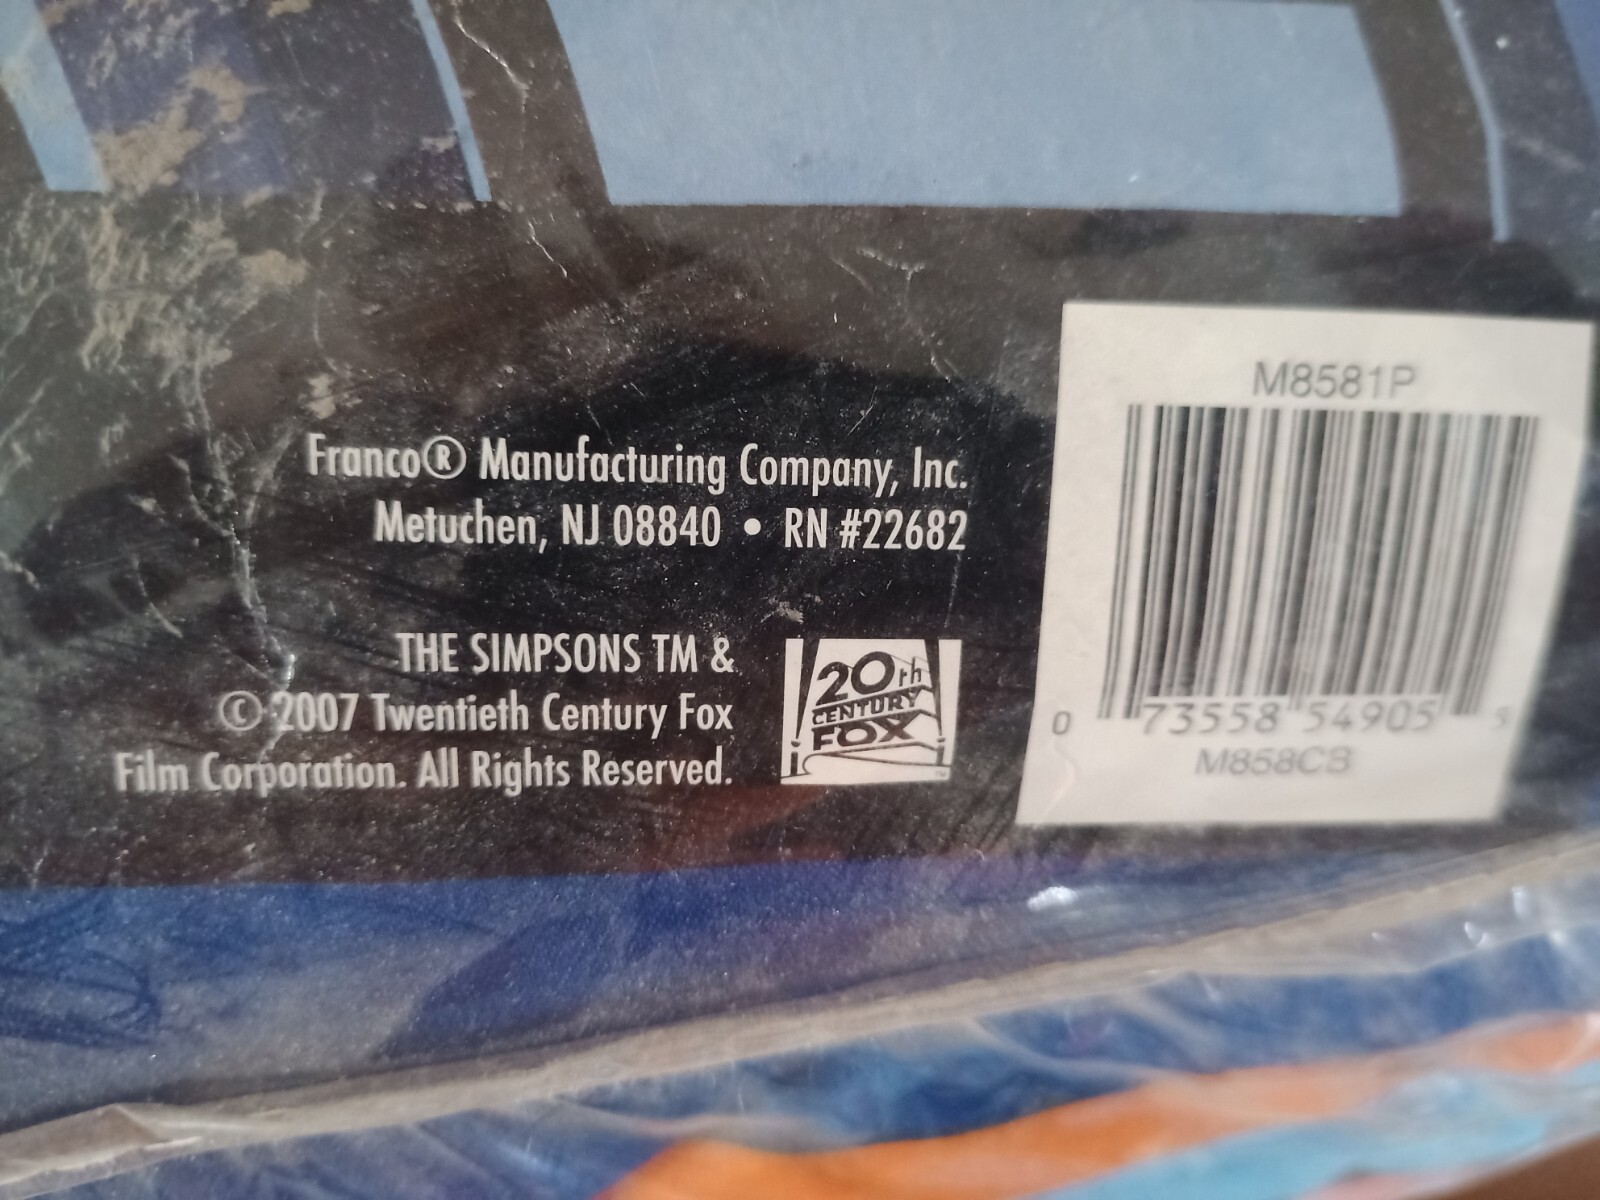 Franco® Manufacturing Company, Inc.
Metuchen, NJ 08840 • RN #22682
THE SIMPSONS TM &
© 2007 Twentieth Century Fox
Film Corporation. All Rights Reserved.
20th
CENTURY
FOX
TM
M8581P
0 73558 54905 5
M858CB